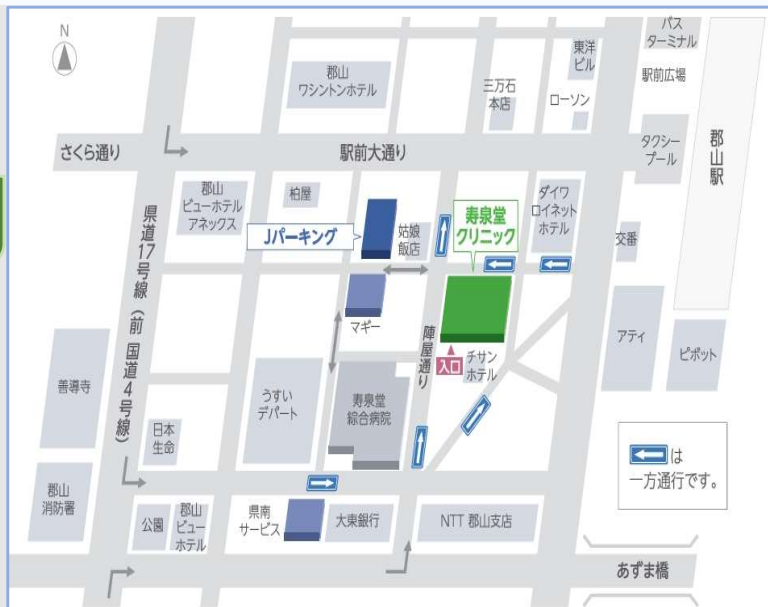 N
バス
ターミナル
東洋
ビル
駅前広場
郡山
ワシントンホテル
三万石
本店
ローソン
さくら通り
駅前大通り
タクシー
プール
郡山駅
郡山
ビューホテル
アネックス
柏屋
Jパーキング
姑娘
飯店
寿泉堂
クリニック
ダイワ
ロイネット
ホテル
交番
県道17号線(前 国道4号線)
マギー
陣屋通り
入口
チサン
ホテル
アティ
ピボット
善導寺
うすい
デパート
寿泉堂
綜合病院
日本
生命
は
一方通行です。
郡山
消防署
公園
郡山
ビュー
ホテル
県南
サービス
大東銀行
NTT 郡山支店
あずま橋